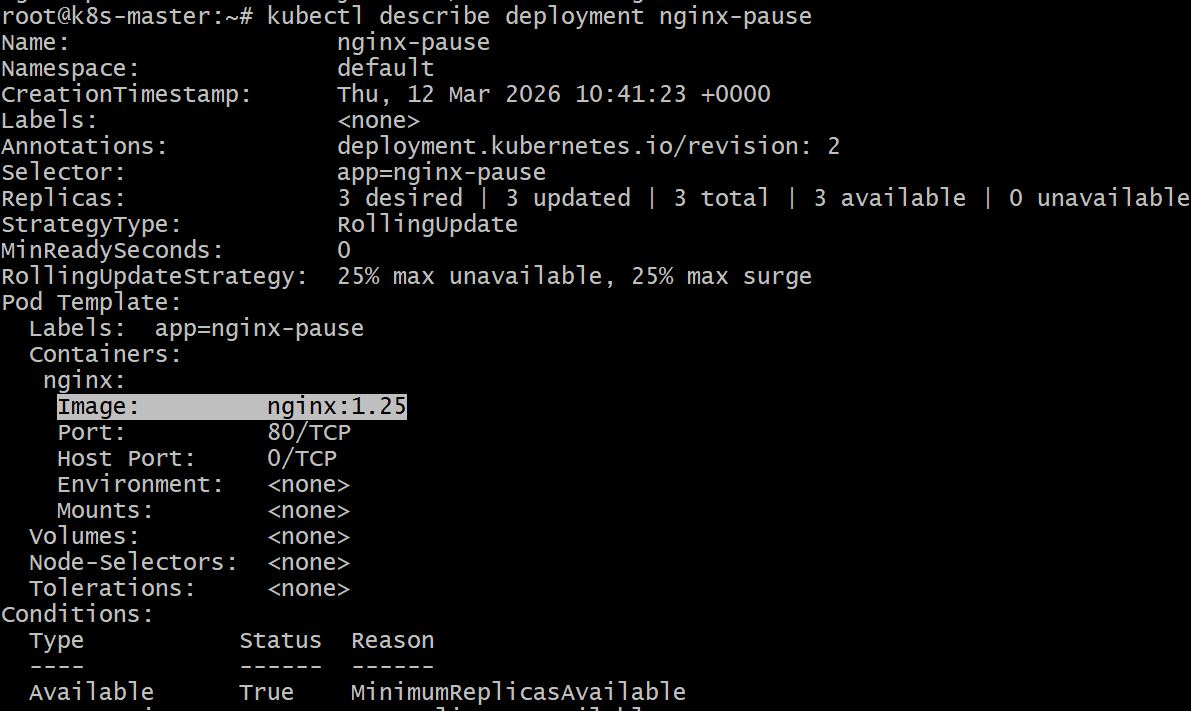 root@k8s-master:~# kubectl describe deployment nginx-pause
Name:                   nginx-pause
Namespace:              default
CreationTimestamp:      Thu, 12 Mar 2026 10:41:23 +0000
Labels:                 <none>
Annotations:            deployment.kubernetes.io/revision: 2
Selector:               app=nginx-pause
Replicas:               3 desired | 3 updated | 3 total | 3 available | 0 unavailable
StrategyType:           RollingUpdate
MinReadySeconds:        0
RollingUpdateStrategy:  25% max unavailable, 25% max surge
Pod Template:
  Labels:  app=nginx-pause
  Containers:
   nginx:
    Image:         nginx:1.25
    Port:          80/TCP
    Host Port:     0/TCP
    Environment:   <none>
    Mounts:        <none>
  Volumes:         <none>
  Node-Selectors:  <none>
  Tolerations:     <none>
Conditions:
  Type           Status  Reason
  ----           ------  ------
  Available      True    MinimumReplicasAvailable